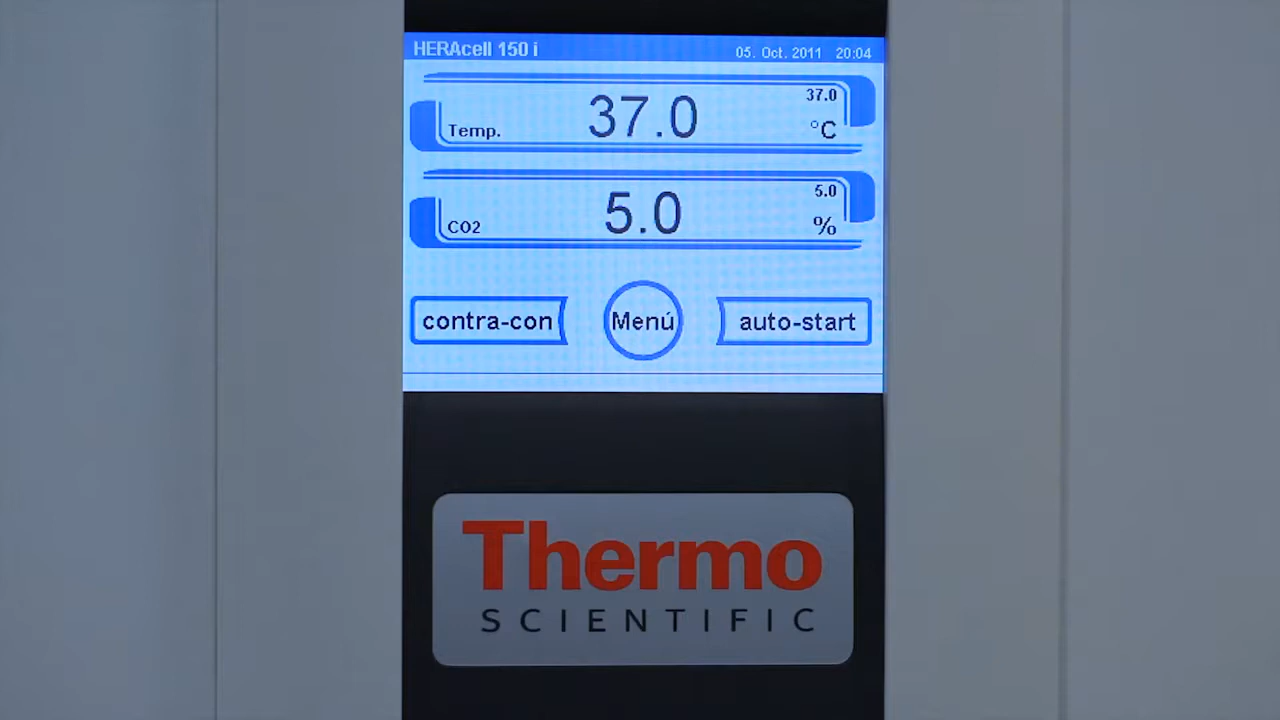 HERAcell 150 i
05. Oct. 2011 20:04
37.0
Temp. 37.0 °C
5.0
CO2 5.0 %
contra-con Menú auto-start
Thermo
SCIENTIFIC